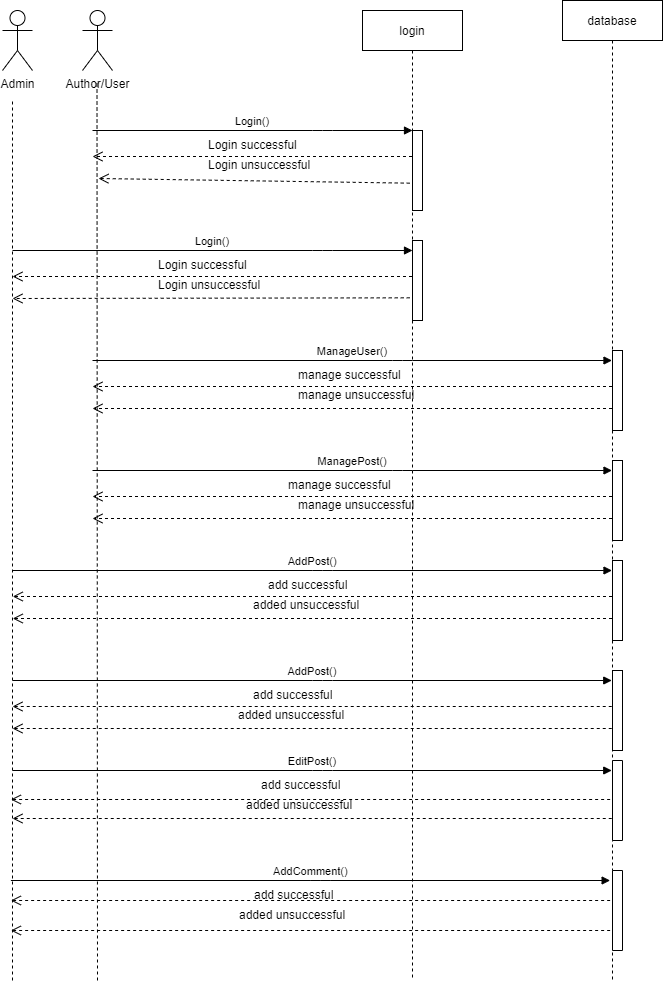 login
database
Admin
Author/User
Login()
Login successful
Login unsuccessful
Login()
Login successful
Login unsuccessful
ManageUser()
manage successful
manage unsuccessful
ManagePost()
manage successful
manage unsuccessful
AddPost()
add successful
added unsuccessful
AddPost()
add successful
added unsuccessful
EditPost()
add successful
added unsuccessful
AddComment()
add successful
added unsuccessful